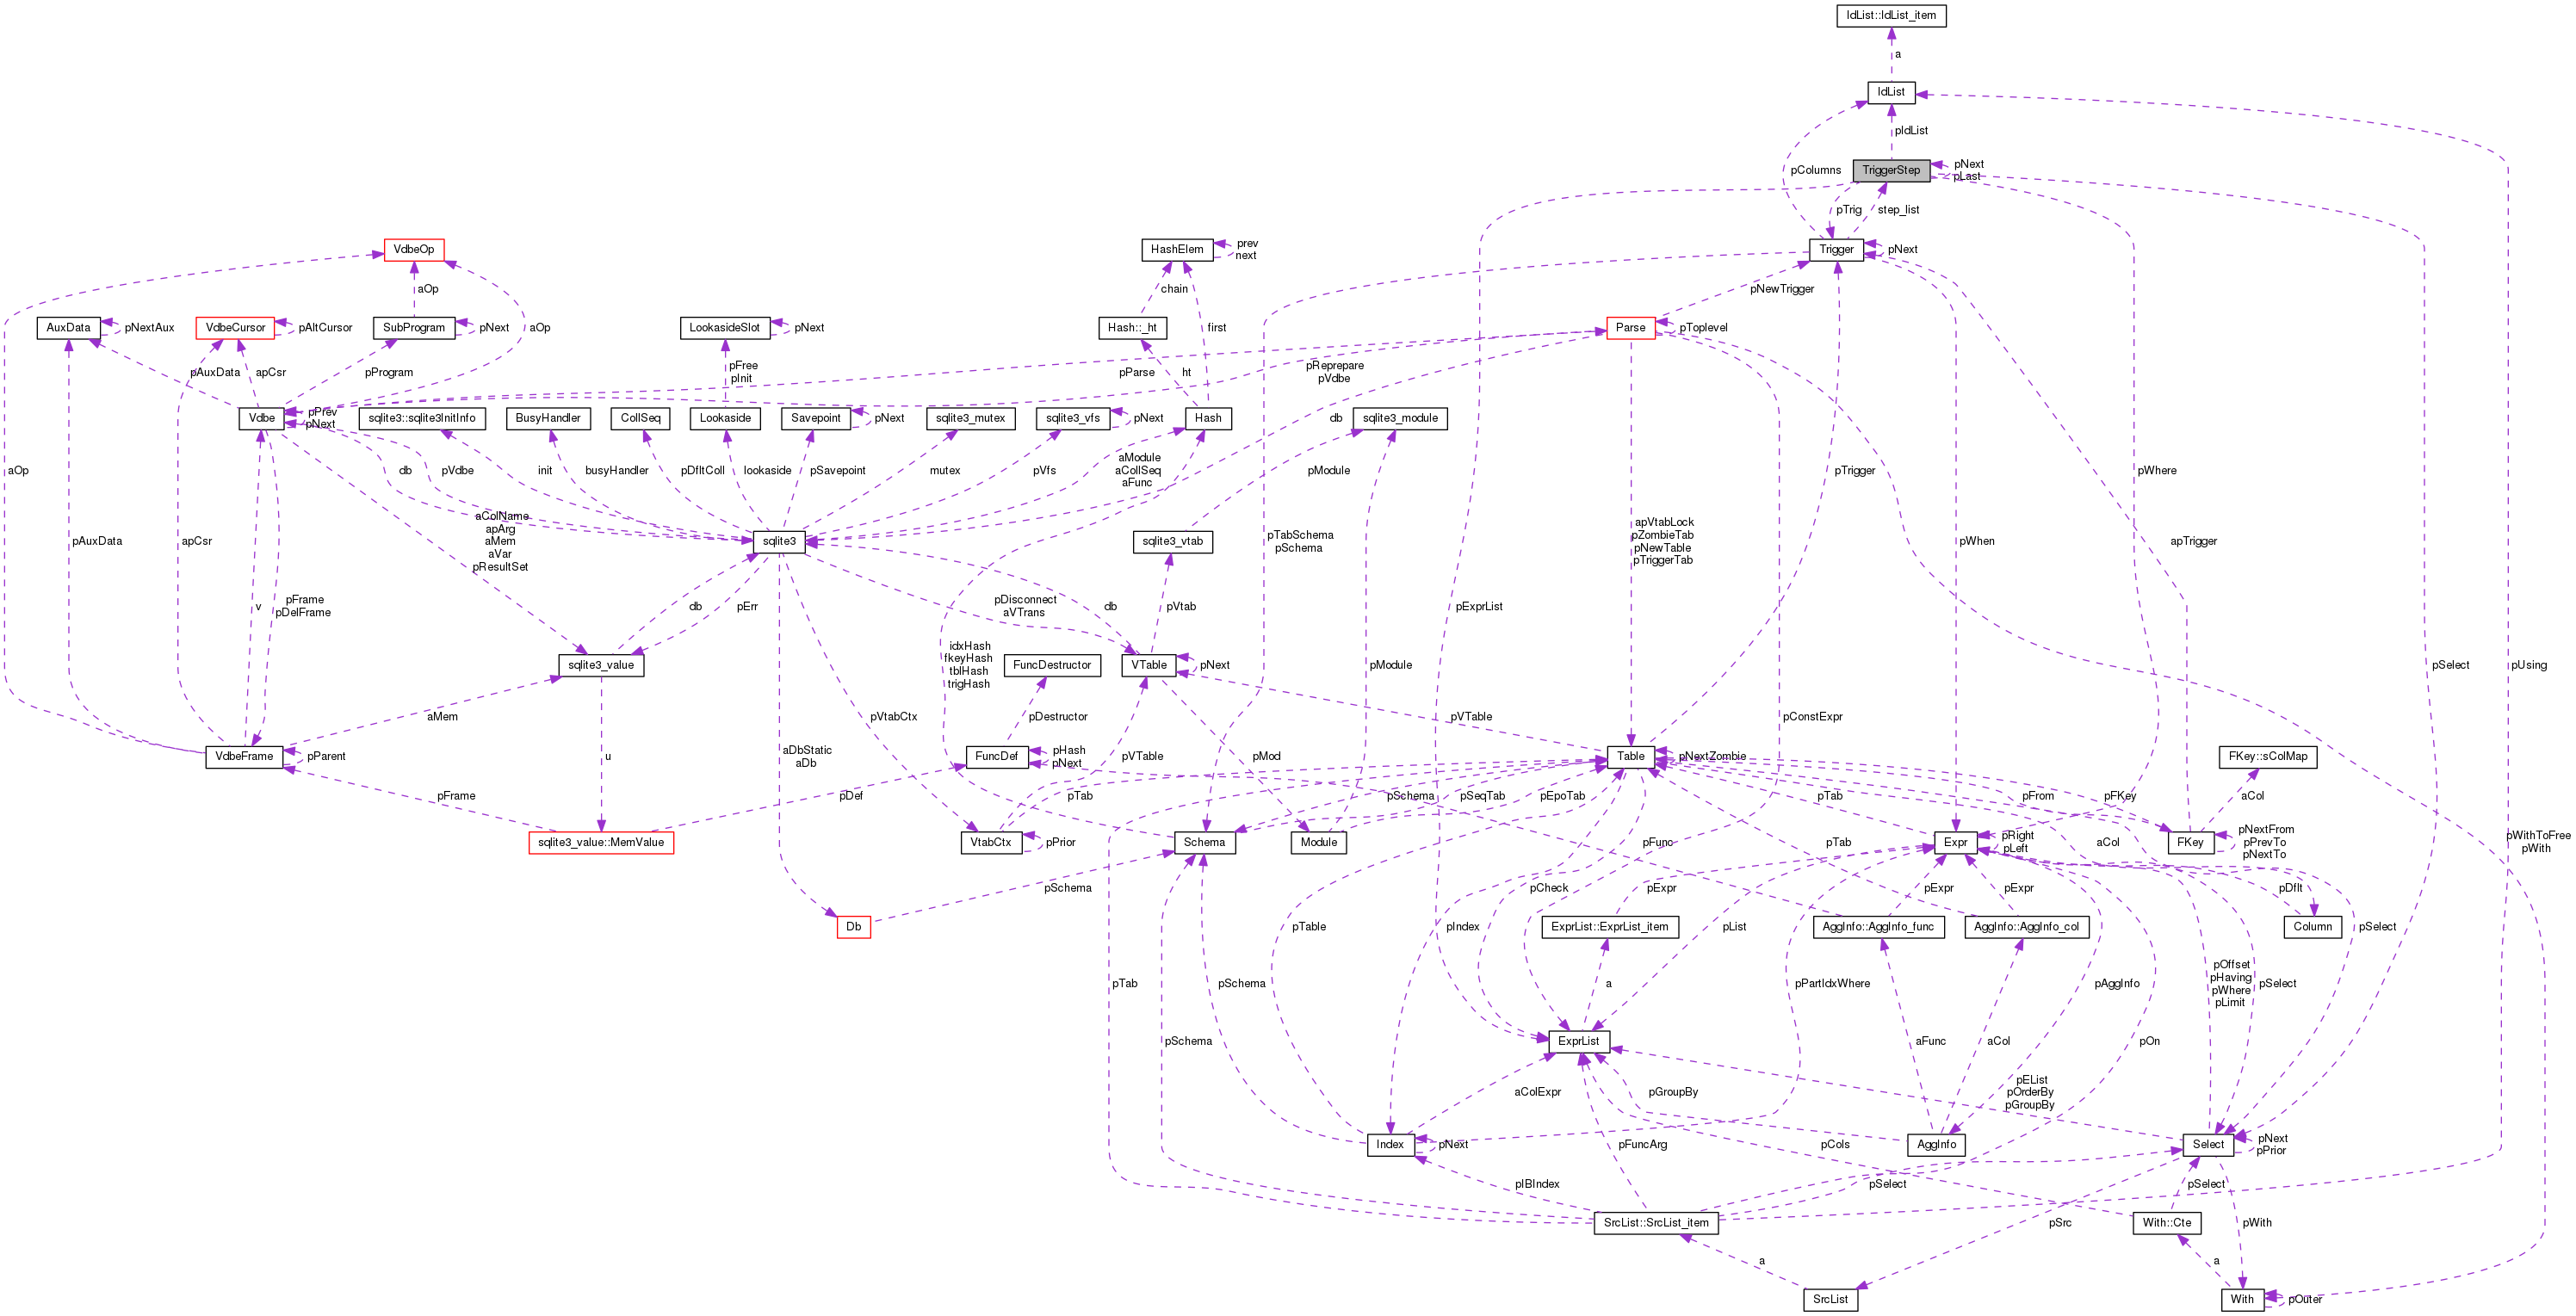 IdList::IdList_item
a
IdList
pIdList
pColumns
TriggerStep
pNext
pLast
pTrig
step_list
VdbeOp
HashElem
prev
next
Trigger
pNext
aOp
chain
pNewTrigger
AuxData
pNextAux
VdbeCursor
pAltCursor
SubProgram
pNext
aOp
LookasideSlot
pNext
Hash::_ht
first
Parse
pToplevel
pAuxData
apCsr
pProgram
pFree
pInit
pParse
ht
pReprepare
pVdbe
Vdbe
pPrev
pNext
sqlite3::sqlite3InitInfo
BusyHandler
CollSeq
Lookaside
Savepoint
pNext
sqlite3_mutex
sqlite3_vfs
pNext
Hash
db
sqlite3_module
aOp
db
pVdbe
init
busyHandler
pDfltColl
lookaside
pSavepoint
mutex
pVfs
aModule
aCollSeq
aFunc
pModule
pTrigger
pWhere
aColName
apArg
aMem
aVar
pResultSet
pAuxData
apCsr
sqlite3
sqlite3_vtab
pTabSchema
pSchema
apVtabLock
pZombieTab
pNewTable
pTriggerTab
pWhen
apTrigger
v
pFrame
pDelFrame
db
pErr
pDisconnect
aVTrans
db
pVtab
pExprList
sqlite3_value
idxHash
fkeyHash
tblHash
trigHash
FuncDestructor
VTable
pNext
pModule
pSelect
pUsing
aMem
pVtabCtx
pDestructor
pVTable
pConstExpr
VdbeFrame
pParent
u
aDbStatic
aDb
FuncDef
pHash
pNext
pVTable
pMod
Table
pNextZombie
FKey::sColMap
pFrame
pDef
pTab
pSchema
pSeqTab
pEpoTab
pTab
pFrom
pFKey
aCol
sqlite3_value::MemValue
VtabCtx
pPrior
Schema
Module
pFunc
pTab
Expr
pRight
pLeft
aCol
FKey
pNextFrom
pPrevTo
pNextTo
pWithToFree
pWith
pSchema
pCheck
pExpr
pExpr
pExpr
pDflt
Db
pTable
pIndex
ExprList::ExprList_item
pList
AggInfo::AggInfo_func
AggInfo::AggInfo_col
pSelect
Column
pTab
pSchema
a
pPartIdxWhere
pAggInfo
pOffset
pHaving
pWhere
pLimit
pSelect
pSchema
ExprList
aFunc
aCol
pOn
aColExpr
pGroupBy
pEList
pOrderBy
pGroupBy
Index
pNext
pFuncArg
pCols
AggInfo
Select
pNext
pPrior
pIBIndex
pSelect
pSelect
SrcList::SrcList_item
With::Cte
pSrc
pWith
a
a
SrcList
With
pOuter